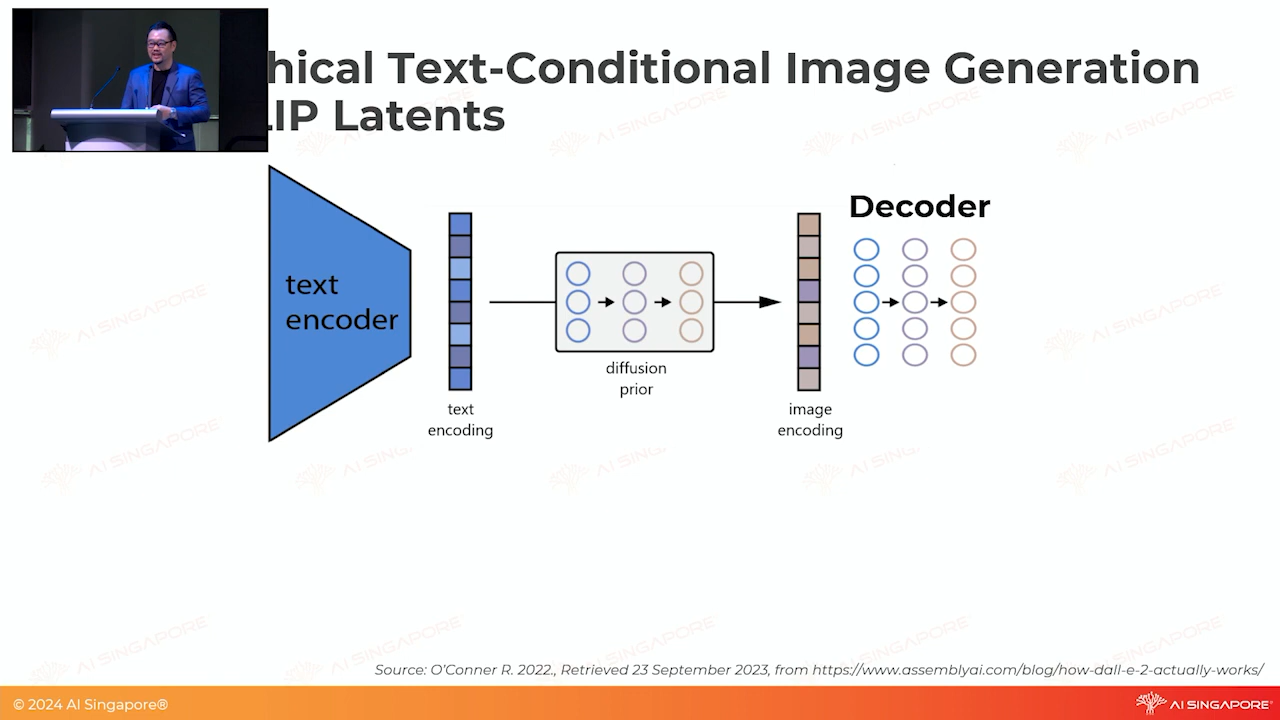 hical Text-Conditional Image Generation
LIP Latents
Decoder
text
encoder
diffusion
prior
text
encoding
image
encoding
Source: O'Conner R. 2022., Retrieved 23 September 2023, from https://www.assemblyai.com/blog/how-dall-e-2-actually-works/
© 2024 AI Singapore®
AI SINGAPORE